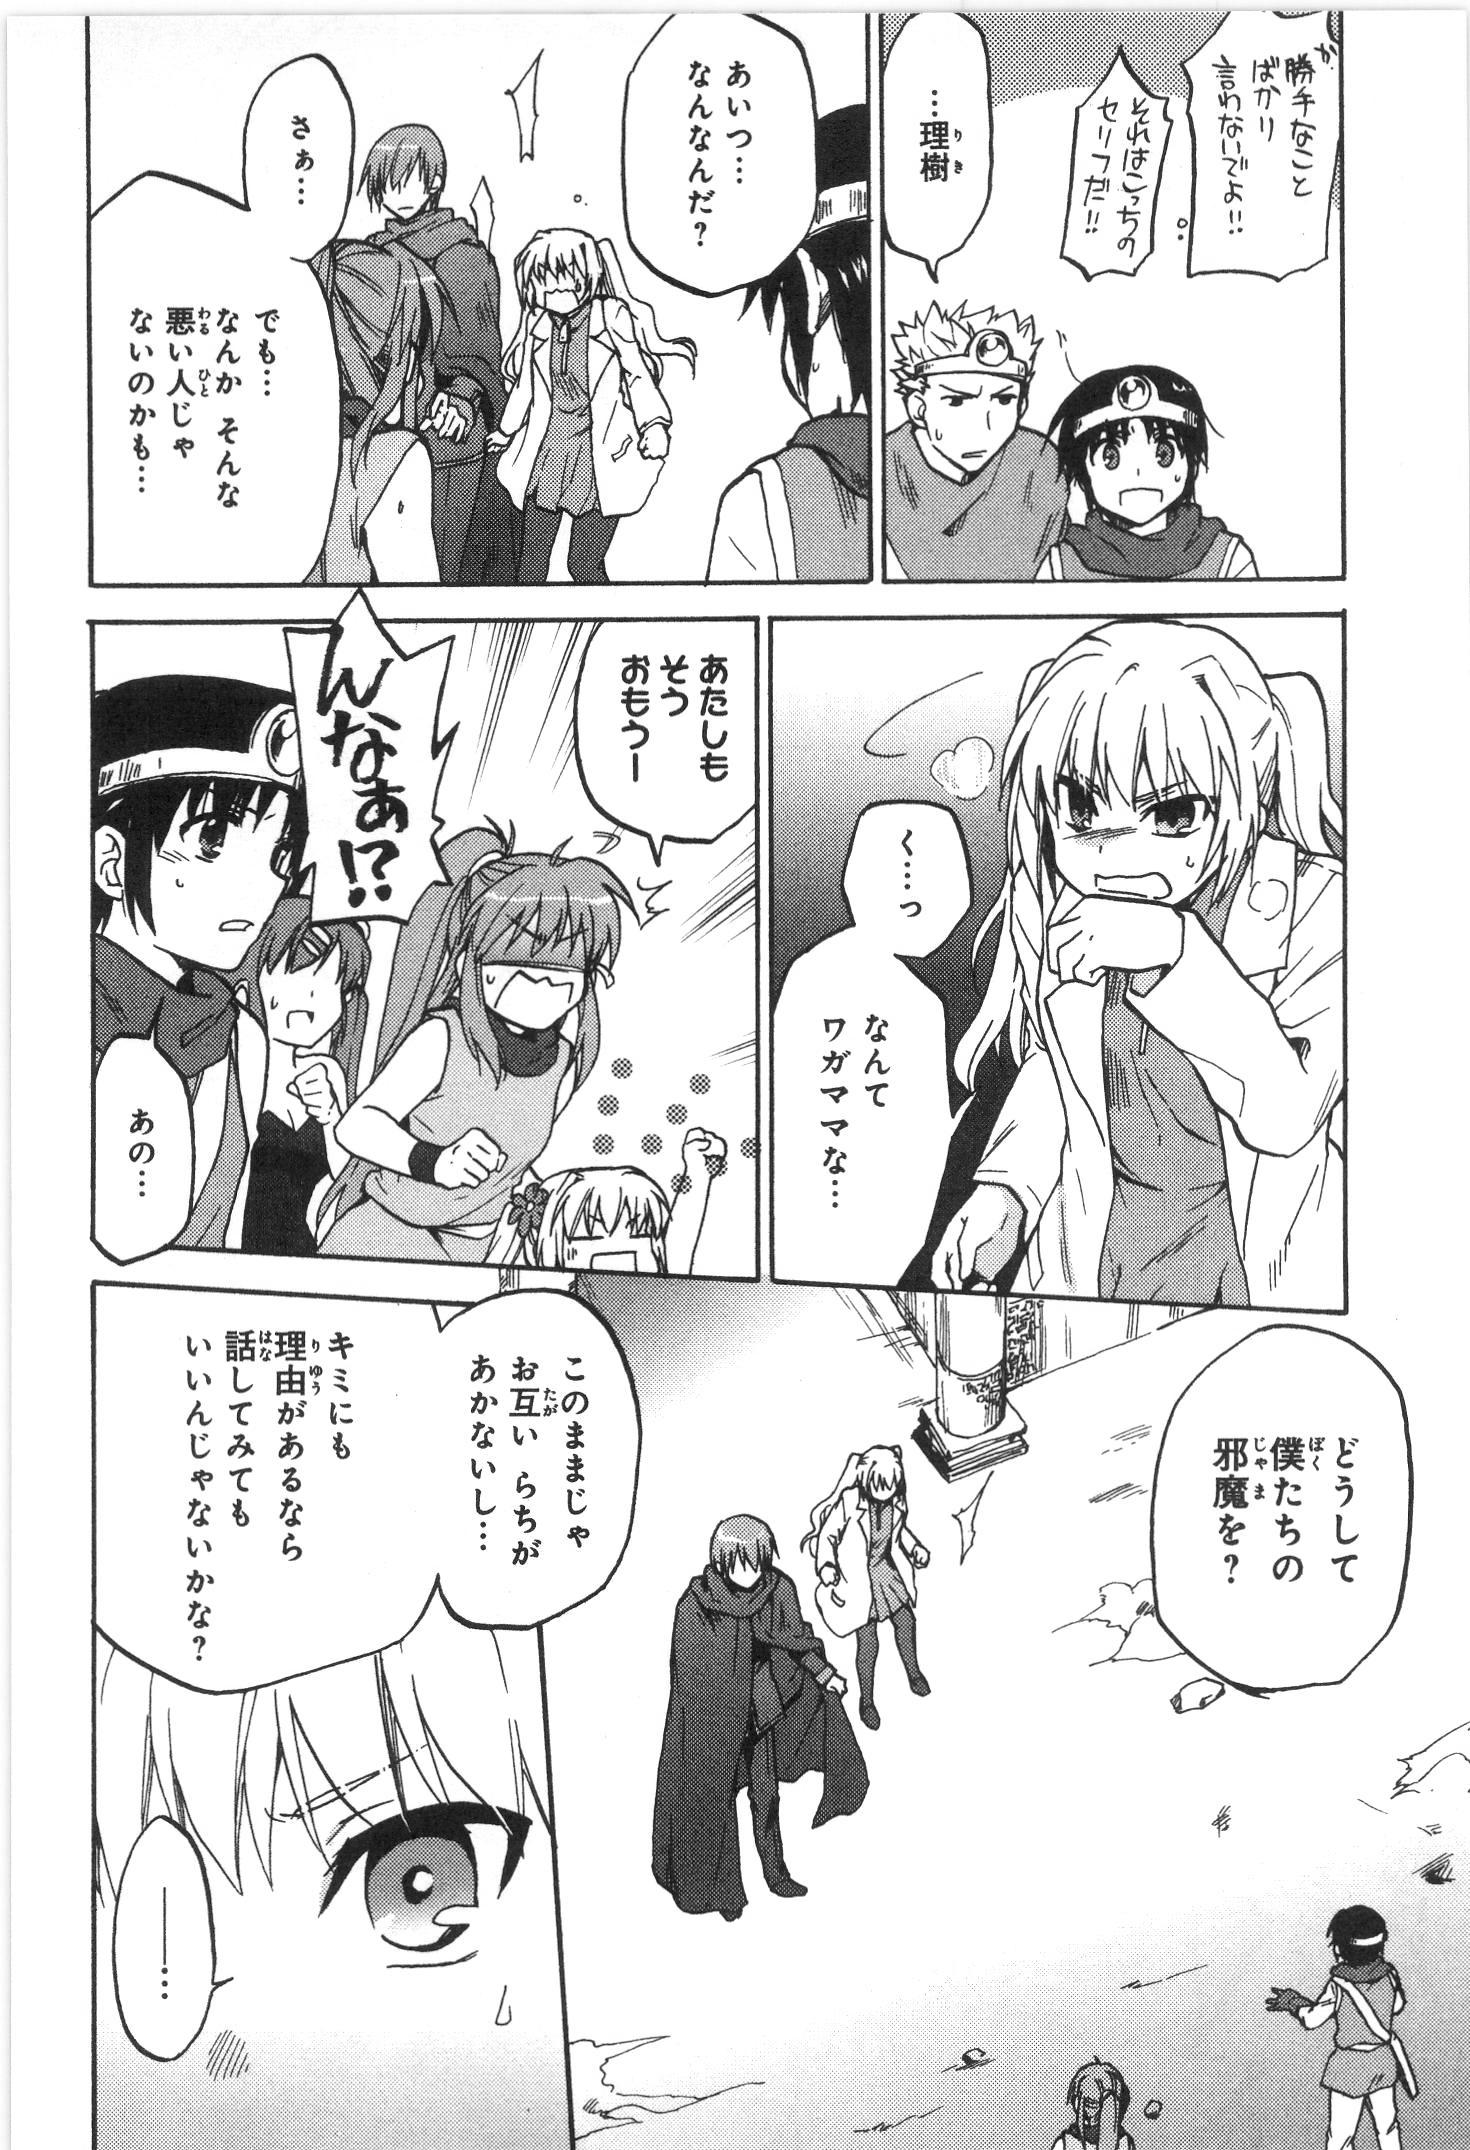 勝手なこと
ばかり
言わないでよ!!
それはこっちの
セリフだ!!
…理樹
あいつ…
なんなんだ?
さぁ…
でも…
なんか そんな
悪い人じゃ
ないのかも…
く…っ
なんて
ワガママな…
あたしも
そう
おもうー
んなぁ!?
あの…
どうして
僕たちの
邪魔を?
このままじゃ
お互い らちが
あかないし…
キミにも
理由があるなら
話してみても
いいんじゃないかな?
――…